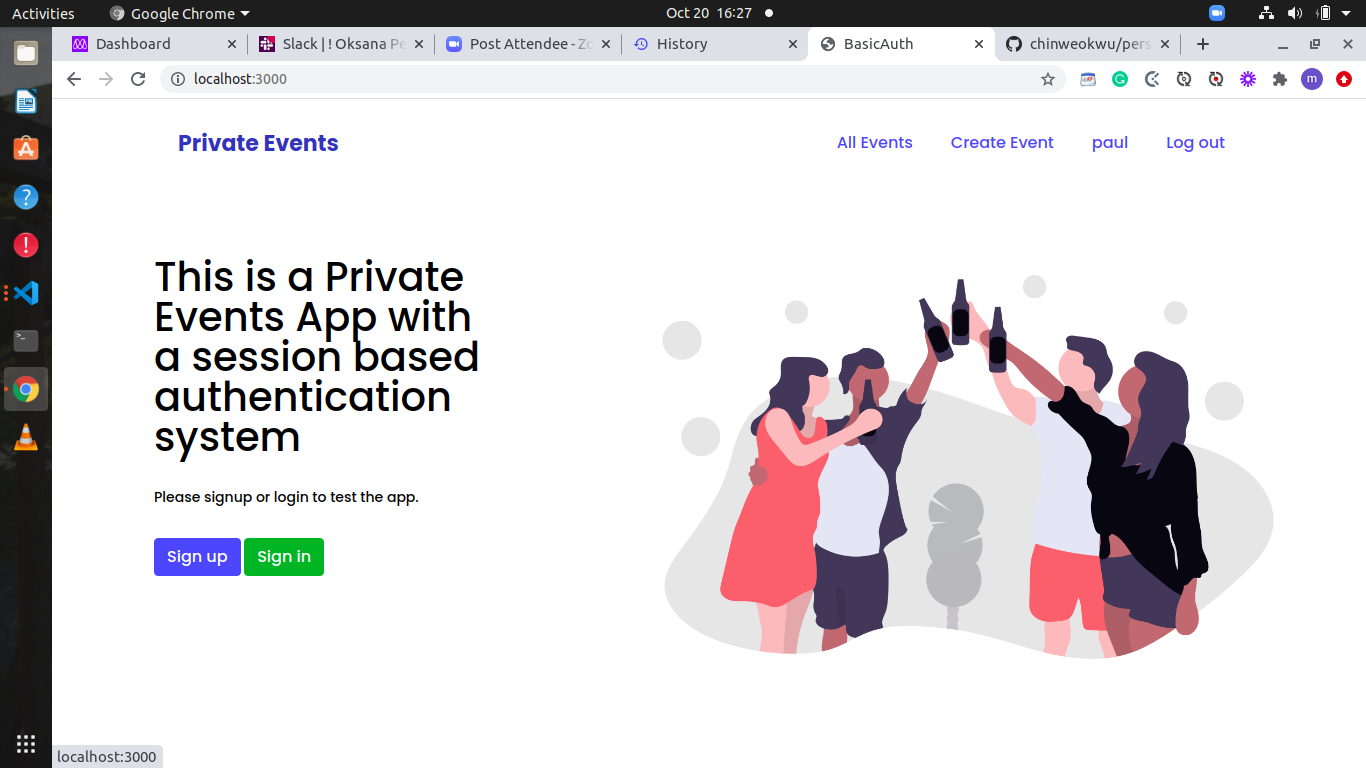 Activities Google Chrome Oct 20 16:27
Dashboard Slack | ! Oksana Pe Post Attendee - Zo History BasicAuth chinweokwu/pers
localhost:3000 m
Private Events All Events Create Event paul Log out
This is a Private
Events App with
a session based
authentication
system
Please signup or login to test the app.
Sign up Sign in
localhost:3000